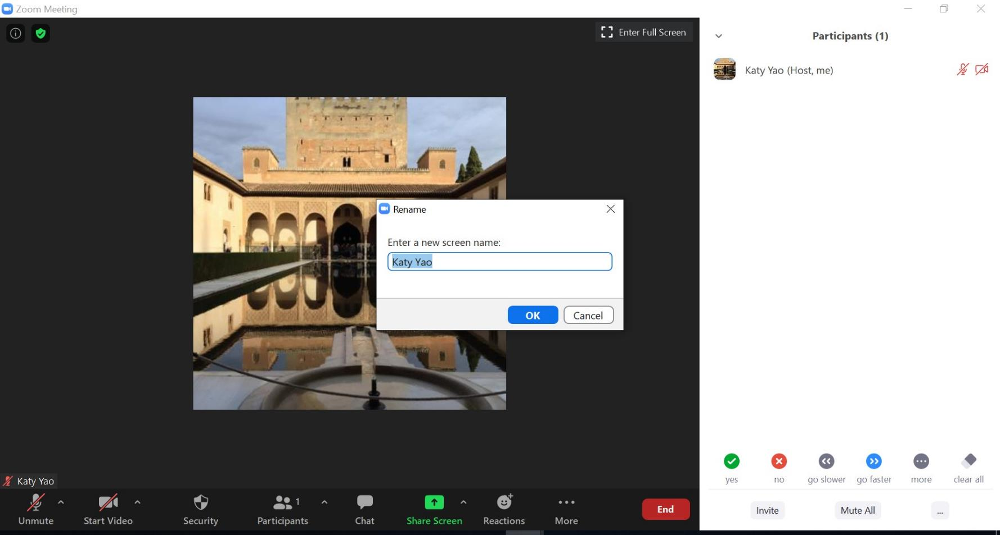 Zoom Meeting
Enter Full Screen
Participants (1)
Katy Yao (Host, me)
Rename
Enter a new screen name:
Katy Yao
OK
Cancel
Katy Yao
yes
no
go slower
go faster
more
clear all
Unmute
Start Video
Security
1
Participants
Chat
Share Screen
Reactions
More
End
Invite
Mute All
...